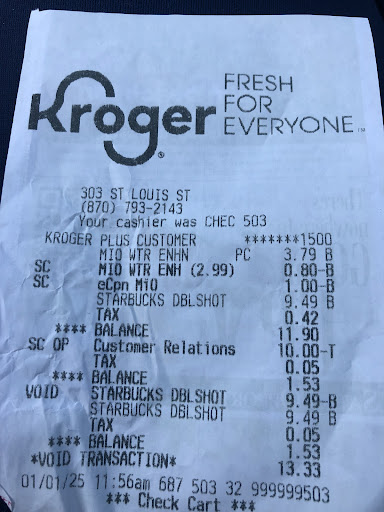 Kroger
FRESH
FOR
EVERYONE™
303 ST LOUIS ST
(870) 793-2143
Your cashier was CHEC 503
KROGER PLUS CUSTOMER *******1500
MIO WTR ENHN PC 3.79 B
SC MIO WTR ENH (2.99) 0.80-B
SC eCpn MiO 1.00-B
STARBUCKS DBLSHOT 9.49 B
TAX 0.42
**** BALANCE 11.90
SC OP Customer Relations 10.00-T
TAX 0.05
**** BALANCE 1.53
VOID STARBUCKS DBLSHOT 9.49-B
STARBUCKS DBLSHOT 9.49 B
TAX 0.05
**** BALANCE 1.53
*VOID TRANSACTION* 13.33
01/01/25 11:56am 687 503 32 999999503
*** Check Cart ***